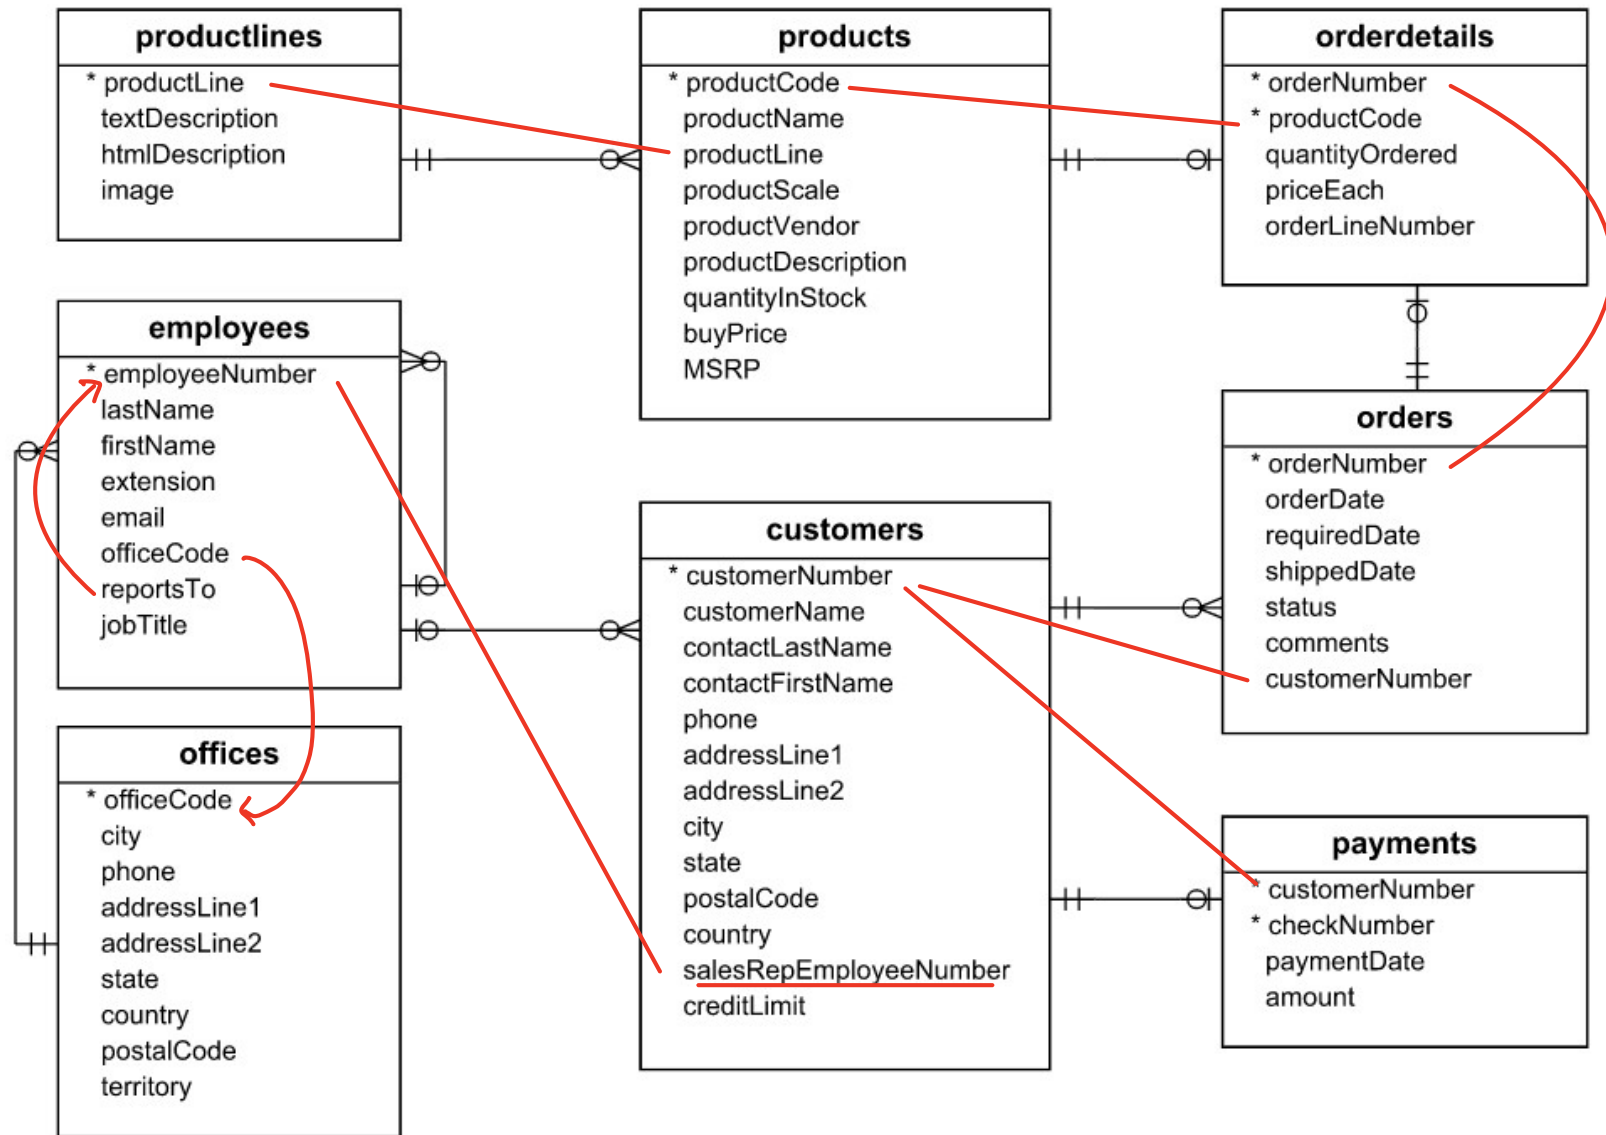 productlines
* productLine
textDescription
htmlDescription
image
products
* productCode
productName
productLine
productScale
productVendor
productDescription
quantityInStock
buyPrice
MSRP
orderdetails
* orderNumber
* productCode
quantityOrdered
priceEach
orderLineNumber
employees
* employeeNumber
lastName
firstName
extension
email
officeCode
reportsTo
jobTitle
customers
* customerNumber
customerName
contactLastName
contactFirstName
phone
addressLine1
addressLine2
city
state
postalCode
country
salesRepEmployeeNumber
creditLimit
orders
* orderNumber
orderDate
requiredDate
shippedDate
status
comments
customerNumber
offices
* officeCode
city
phone
addressLine1
addressLine2
state
country
postalCode
territory
payments
* customerNumber
* checkNumber
paymentDate
amount